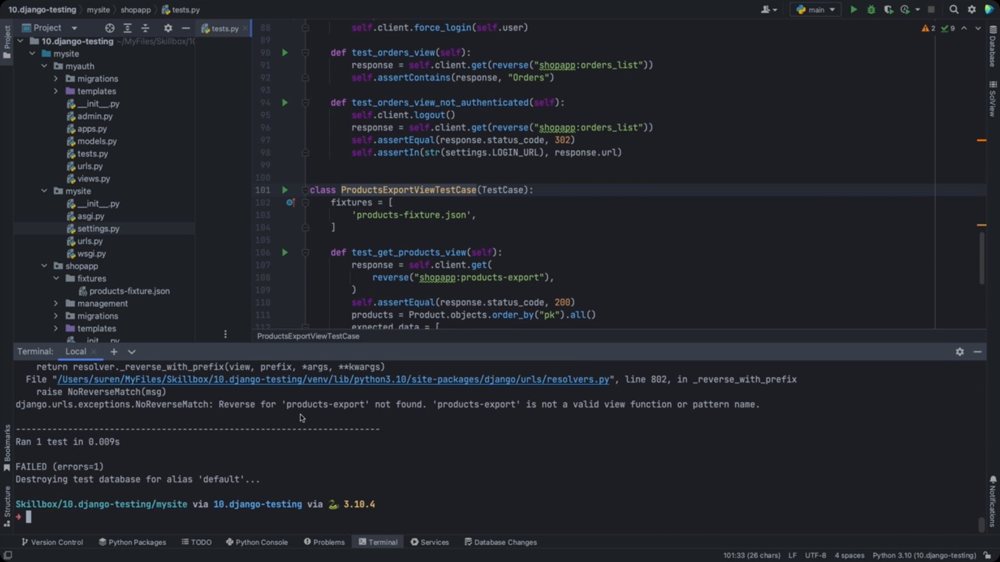 10.django-testing mysite shopapp tests.py
main
Project
tests.py
10.django-testing ~/MyFiles/Skillbox/10
mysite
myauth
migrations
templates
__init__.py
admin.py
apps.py
models.py
tests.py
urls.py
views.py
mysite
__init__.py
asgi.py
settings.py
urls.py
wsgi.py
shopapp
fixtures
products-fixture.json
management
migrations
templates
__init__.py
2 9
88 self.client.force_login(self.user)
89
90 def test_orders_view(self):
91 response = self.client.get(reverse("shopapp:orders_list"))
92 self.assertContains(response, "Orders")
93
94 def test_orders_view_not_authenticated(self):
95 self.client.logout()
96 response = self.client.get(reverse("shopapp:orders_list"))
97 self.assertEqual(response.status_code, 302)
98 self.assertIn(str(settings.LOGIN_URL), response.url)
99
100
101 class ProductsExportViewTestCase(TestCase):
102 fixtures = [
103 'products-fixture.json',
104 ]
105
106 def test_get_products_view(self):
107 response = self.client.get(
108 reverse("shopapp:products-export"),
109 )
110 self.assertEqual(response.status_code, 200)
111 products = Product.objects.order_by("pk").all()
112 expected_data = [
ProductsExportViewTestCase
Project
Bookmarks
Structure
Database
SciView
Notifications
Terminal: Local
return resolver._reverse_with_prefix(view, prefix, *args, **kwargs)
File "/Users/suren/MyFiles/Skillbox/10.django-testing/venv/lib/python3.10/site-packages/django/urls/resolvers.py", line 802, in _reverse_with_prefix
raise NoReverseMatch(msg)
django.urls.exceptions.NoReverseMatch: Reverse for 'products-export' not found. 'products-export' is not a valid view function or pattern name.
----------------------------------------------------------------------
Ran 1 test in 0.009s
FAILED (errors=1)
Destroying test database for alias 'default'...
Skillbox/10.django-testing/mysite via 10.django-testing via 3.10.4
Version Control Python Packages TODO Python Console Problems Terminal Services Database Changes
101:33 (26 chars) LF UTF-8 4 spaces Python 3.10 (10.django-testing)